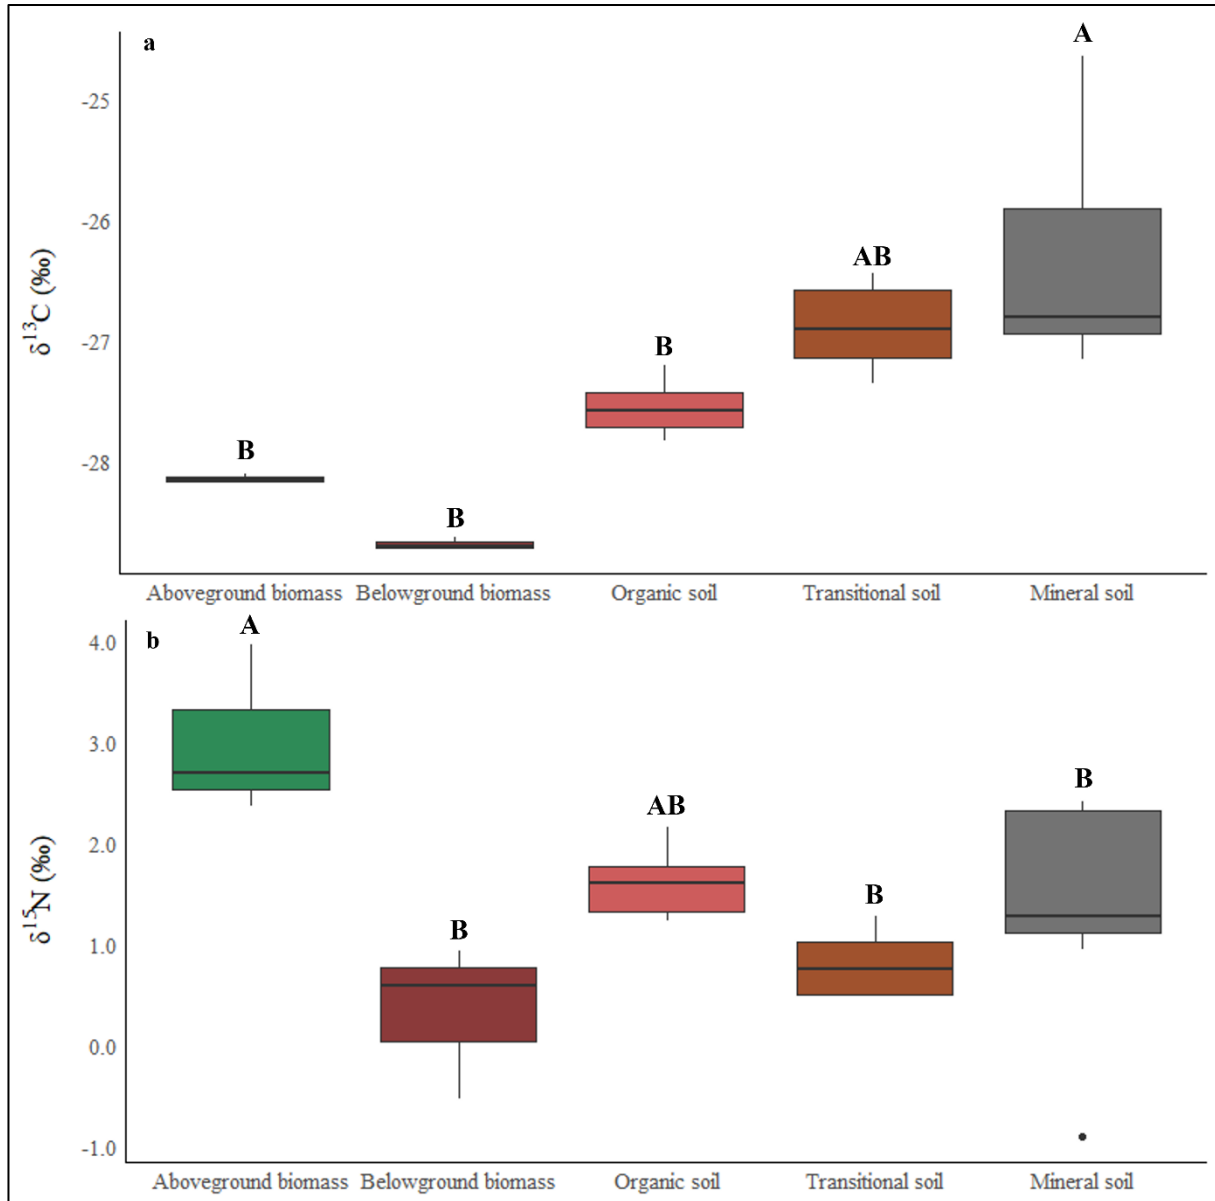 a
A
-25
-26
AB
δ¹³C (‰)
-27
B
-28
B
B
Aboveground biomass Belowground biomass Organic soil Transitional soil Mineral soil
b
A
4.0
3.0
B
AB
2.0
δ¹⁵N (‰)
B
B
1.0
0.0
-1.0
Aboveground biomass Belowground biomass Organic soil Transitional soil Mineral soil